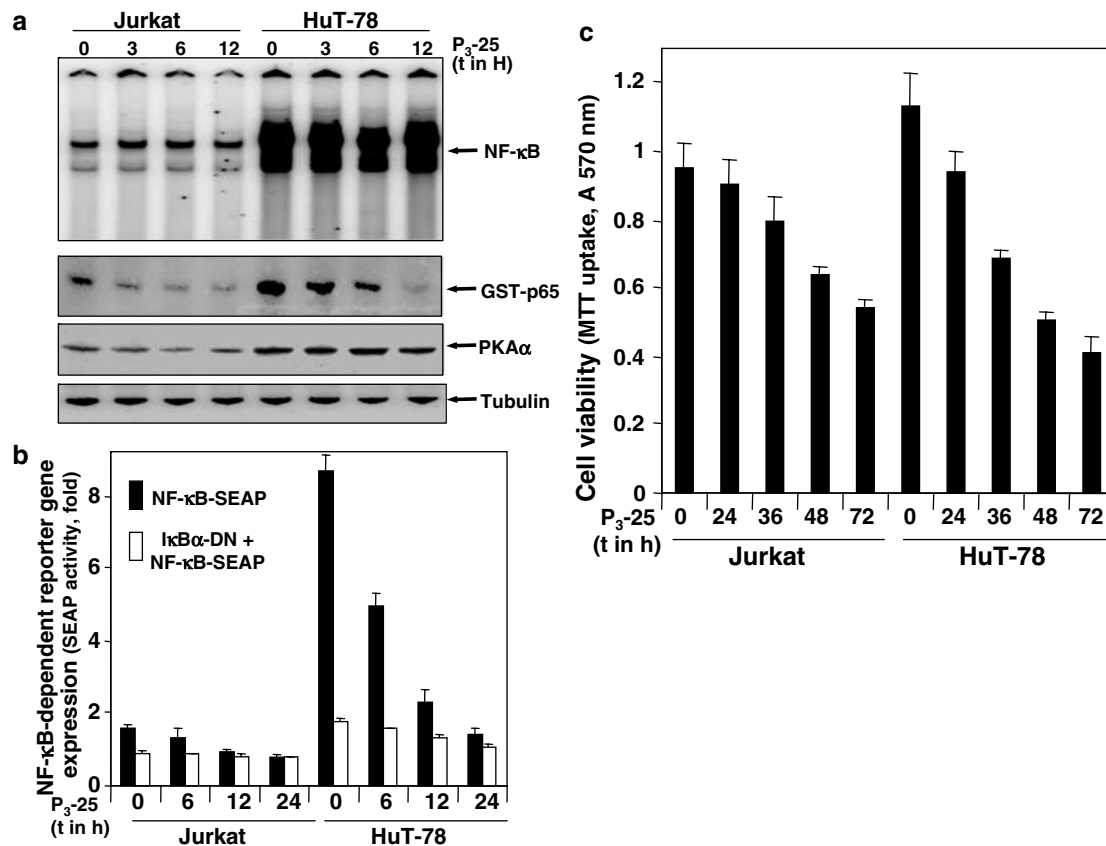 a
Jurkat
HuT-78
0 3 6 12 0 3 6 12
P3-25
(t in H)
NF-κB
GST-p65
PKAα
Tubulin
b
NF-κB-dependent reporter gene
expression (SEAP activity, fold)
8
6
4
2
0
NF-κB-SEAP
IκBα-DN +
NF-κB-SEAP
P3-25
(t in h)
0 6 12 24 0 6 12 24
Jurkat
HuT-78
c
Cell viability (MTT uptake, A 570 nm)
1.2
1
0.8
0.6
0.4
0.2
0
P3-25
(t in h)
0 24 36 48 72 0 24 36 48 72
Jurkat
HuT-78